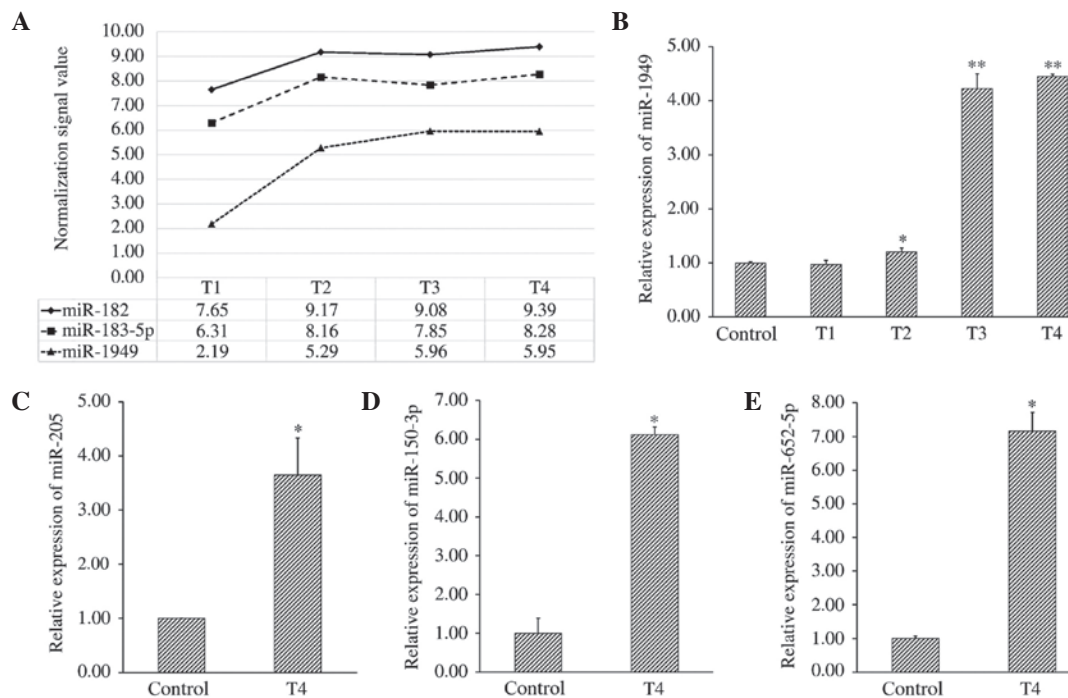 A
Normalization signal value
10.00
9.00
8.00
7.00
6.00
5.00
4.00
3.00
2.00
1.00
0.00
T1 T2 T3 T4
miR-182 7.65 9.17 9.08 9.39
miR-183-5p 6.31 8.16 7.85 8.28
miR-1949 2.19 5.29 5.96 5.95
B
Relative expression of miR-1949
5.00
4.00
3.00
2.00
1.00
0.00
* ** **
Control T1 T2 T3 T4
C
Relative expression of miR-205
5.00
4.00
3.00
2.00
1.00
0.00
*
Control T4
D
Relative expression of miR-150-3p
7.00
6.00
5.00
4.00
3.00
2.00
1.00
0.00
*
Control T4
E
Relative expression of miR-652-5p
8.00
7.00
6.00
5.00
4.00
3.00
2.00
1.00
0.00
*
Control T4